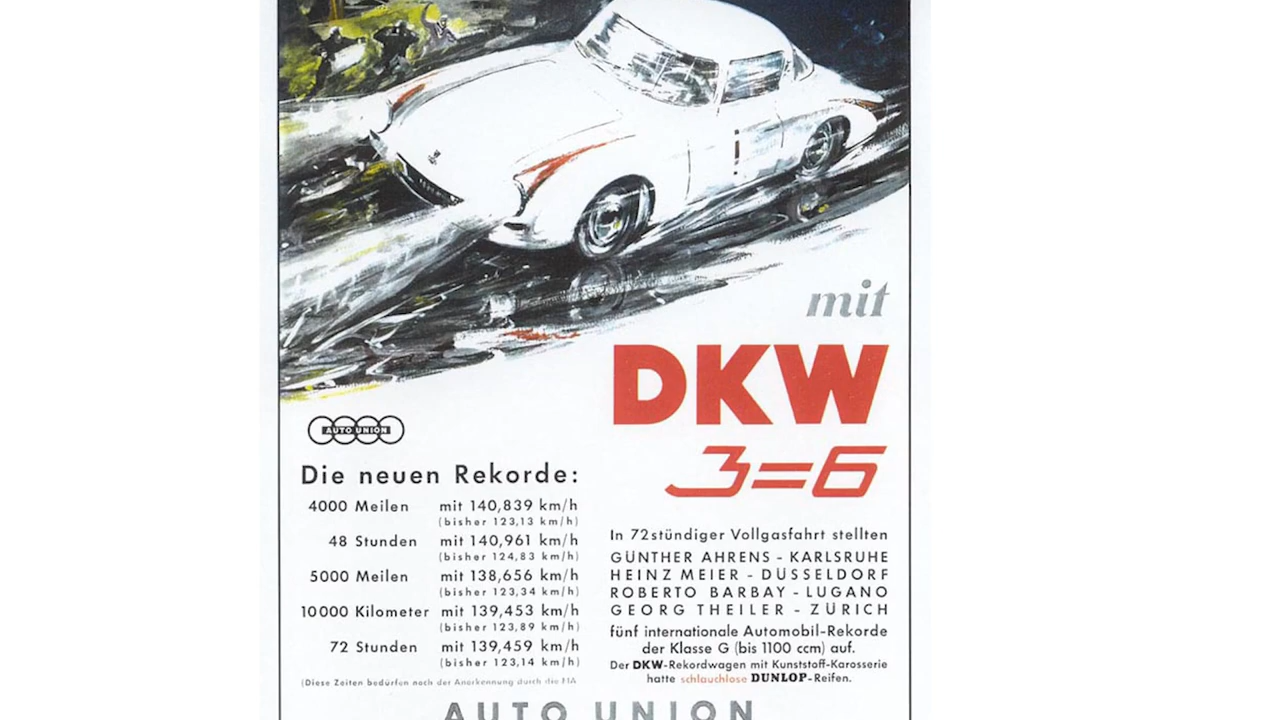 mit
DKW
3=6
AUTO UNION
Die neuen Rekorde:
4000 Meilen mit 140,839 km/h
(bisher 123,13 km/h)
48 Stunden mit 140,961 km/h
(bisher 124,83 km/h)
5000 Meilen mit 138,656 km/h
(bisher 123,34 km/h)
10000 Kilometer mit 139,453 km/h
(bisher 123,89 km/h)
72 Stunden mit 139,459 km/h
(bisher 123,14 km/h)
(Diese Zeiten bedürfen noch der Anerkennung durch die FIA
In 72stündiger Vollgasfahrt stellten
GÜNTHER AHRENS - KARLSRUHE
HEINZ MEIER - DÜSSELDORF
ROBERTO BARBAY - LUGANO
GEORG THEILER - ZÜRICH
fünf internationale Automobil-Rekorde
der Klasse G (bis 1100 ccm) auf.
Der DKW-Rekordwagen mit Kunststoff-Karosserie
hatte schlauchlose DUNLOP-Reifen.
AUTO UNION